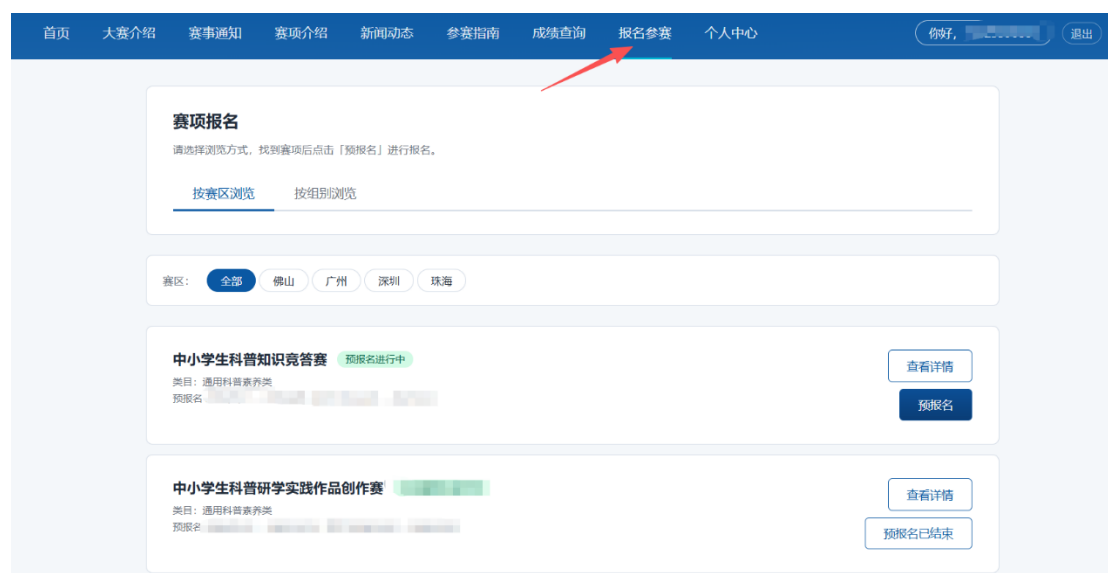 首页 大赛介绍 赛事通知 赛项介绍 新闻动态 参赛指南 成绩查询 报名参赛 个人中心 你好, 退出
赛项报名
请选择浏览方式，找到赛项后点击「预报名」进行报名。
按赛区浏览 按组别浏览
赛区： 全部 佛山 广州 深圳 珠海
中小学生科普知识竞答赛 预报名进行中
查看详情
类目：通用科普素养类
预报名
预报名
中小学生科普研学实践作品创作赛
查看详情
类目：通用科普素养类
预报名
预报名已结束